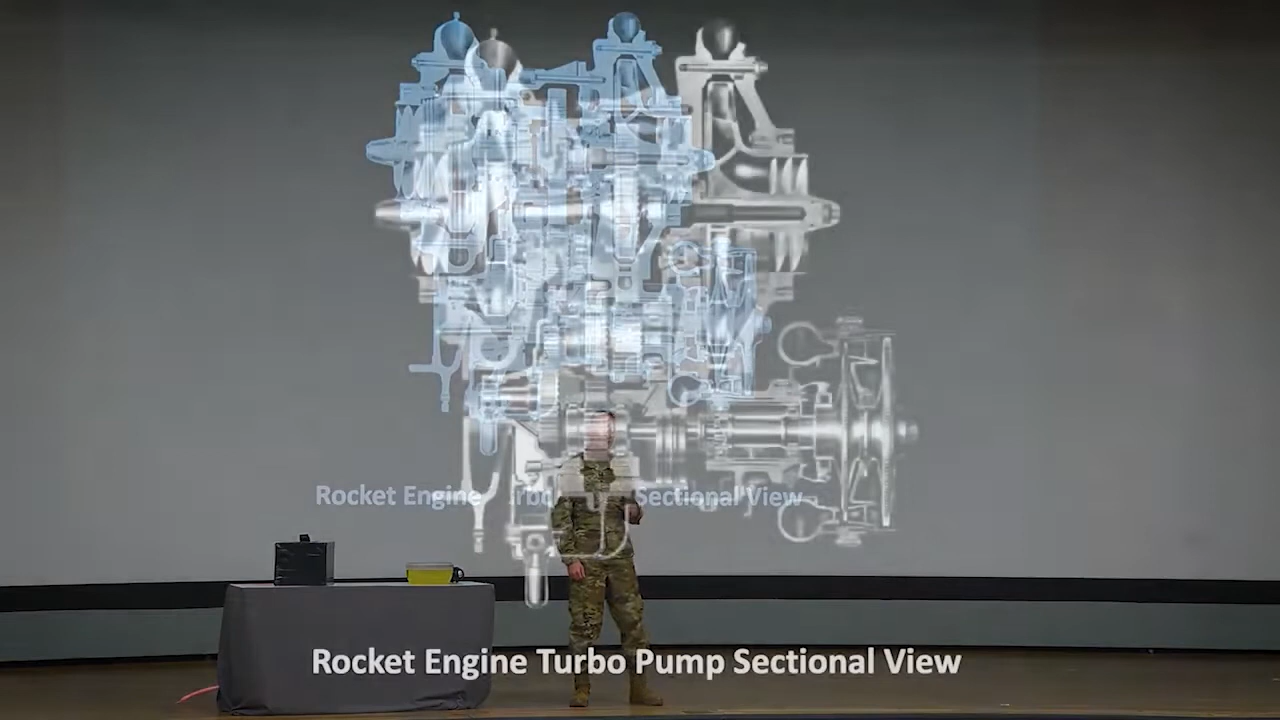 Rocket Engine Sectional View
Rocket Engine Turbo Pump Sectional View